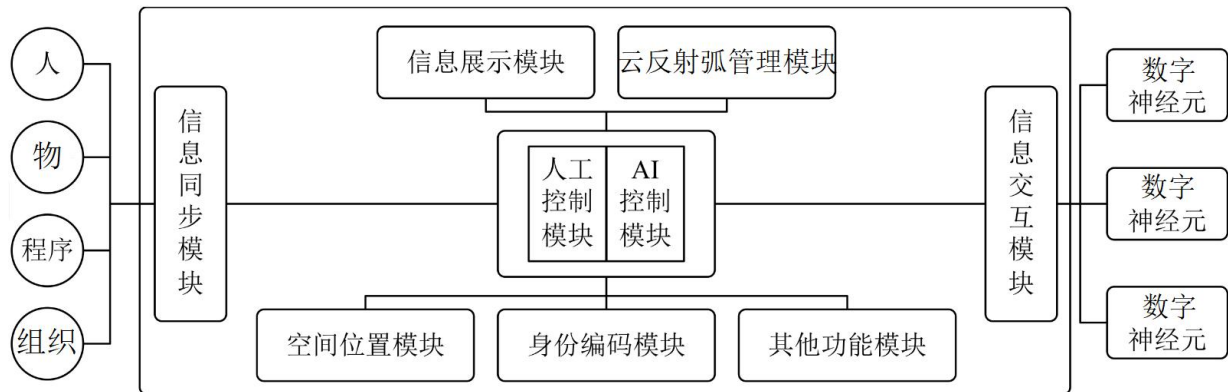 人
物
程序
组织
信
息
同
步
模
块
信息展示模块
云反射弧管理模块
人工
控制
模块
AI
控制
模块
空间位置模块
身份编码模块
其他功能模块
信
息
交
互
模
块
数字
神经元
数字
神经元
数字
神经元